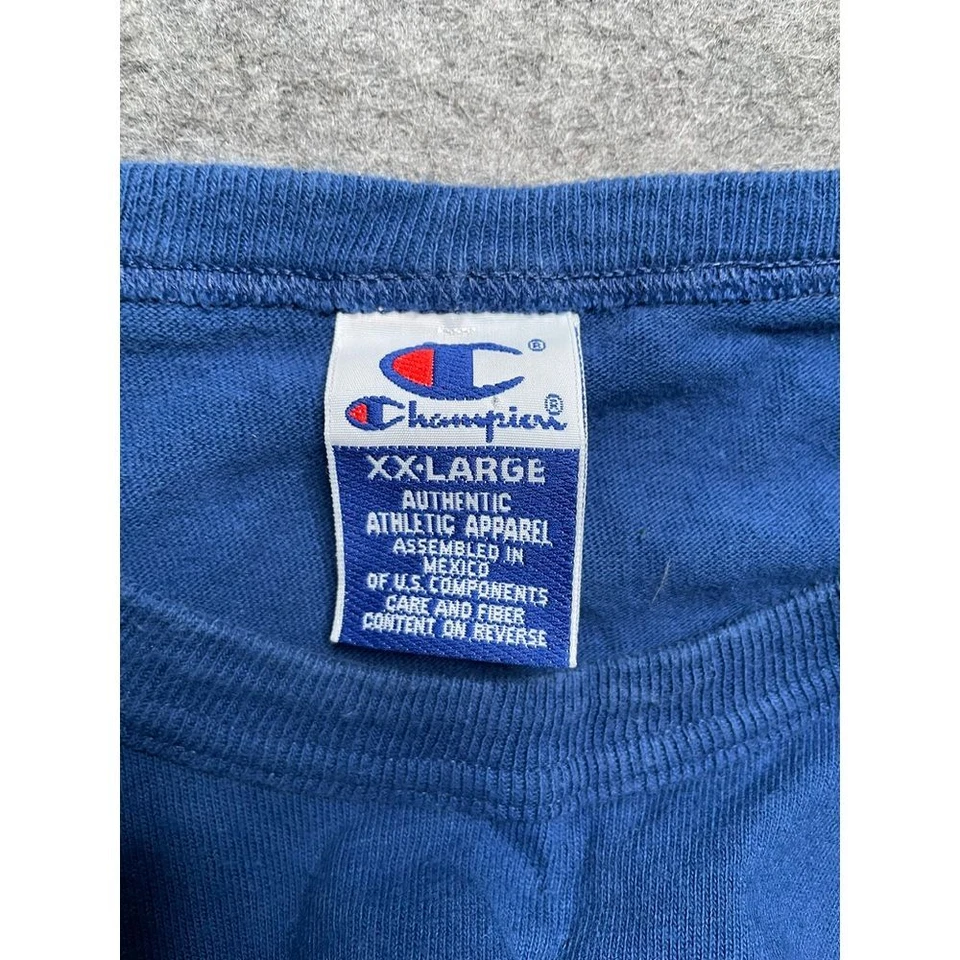 ®
Champion®
XX·LARGE
AUTHENTIC
ATHLETIC APPAREL
ASSEMBLED IN
MEXICO
OF U.S. COMPONENTS
CARE AND FIBER
CONTENT ON REVERSE